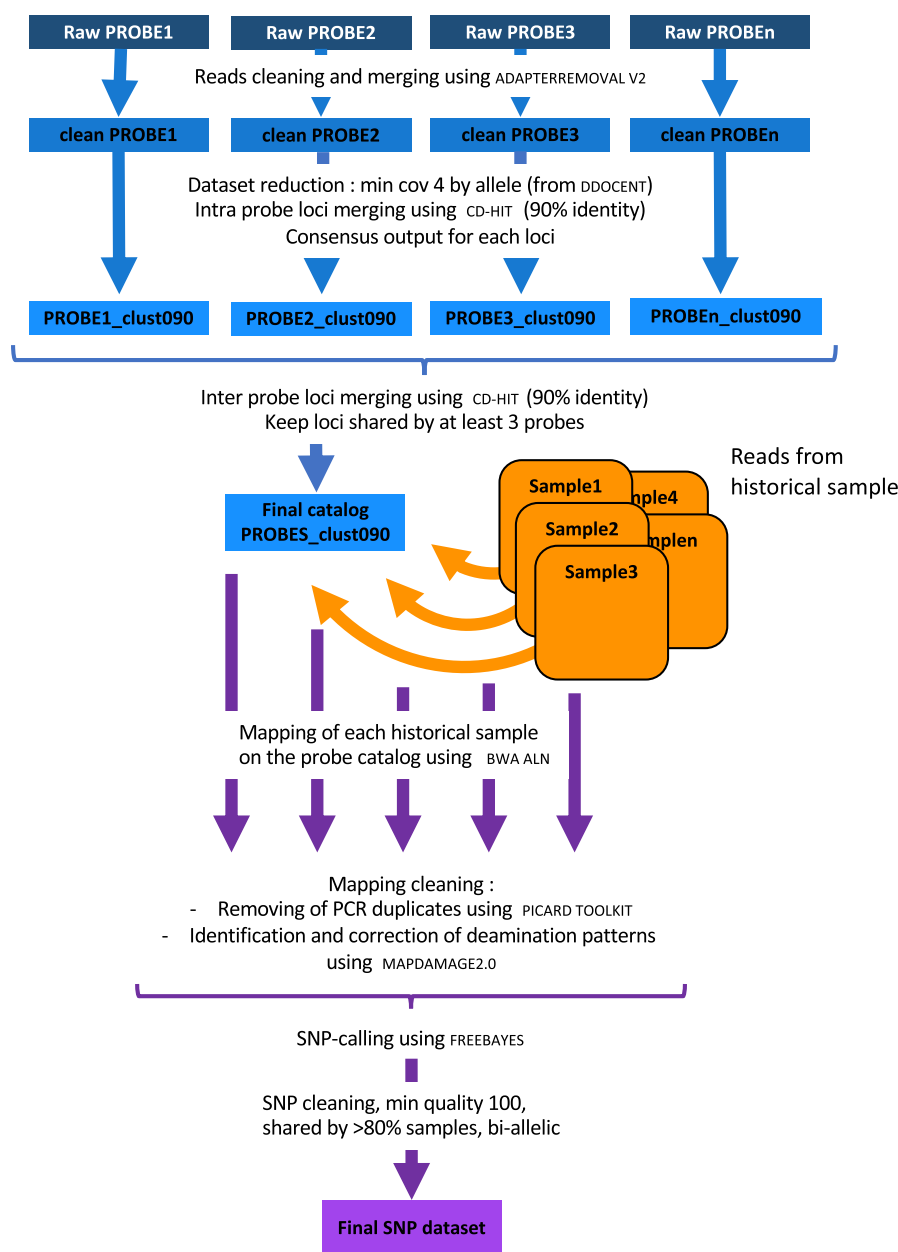 Raw PROBE1
Raw PROBE2
Raw PROBE3
Raw PROBEn
Reads cleaning and merging using ADAPTERREMOVAL V2
clean PROBE1
clean PROBE2
clean PROBE3
clean PROBEn
Dataset reduction : min cov 4 by allele (from DDOCENT)
Intra probe loci merging using CD-HIT (90% identity)
Consensus output for each loci
PROBE1_clust090
PROBE2_clust090
PROBE3_clust090
PROBEn_clust090
Inter probe loci merging using CD-HIT (90% identity)
Keep loci shared by at least 3 probes
Reads from
historical sample
Sample1
mple4
Sample2
mplen
Sample3
Final catalog
PROBES_clust090
Mapping of each historical sample
on the probe catalog using BWA ALN
Mapping cleaning :
- Removing of PCR duplicates using PICARD TOOLKIT
- Identification and correction of deamination patterns
using MAPDAMAGE2.0
SNP-calling using FREEBAYES
SNP cleaning, min quality 100,
shared by >80% samples, bi-allelic
Final SNP dataset